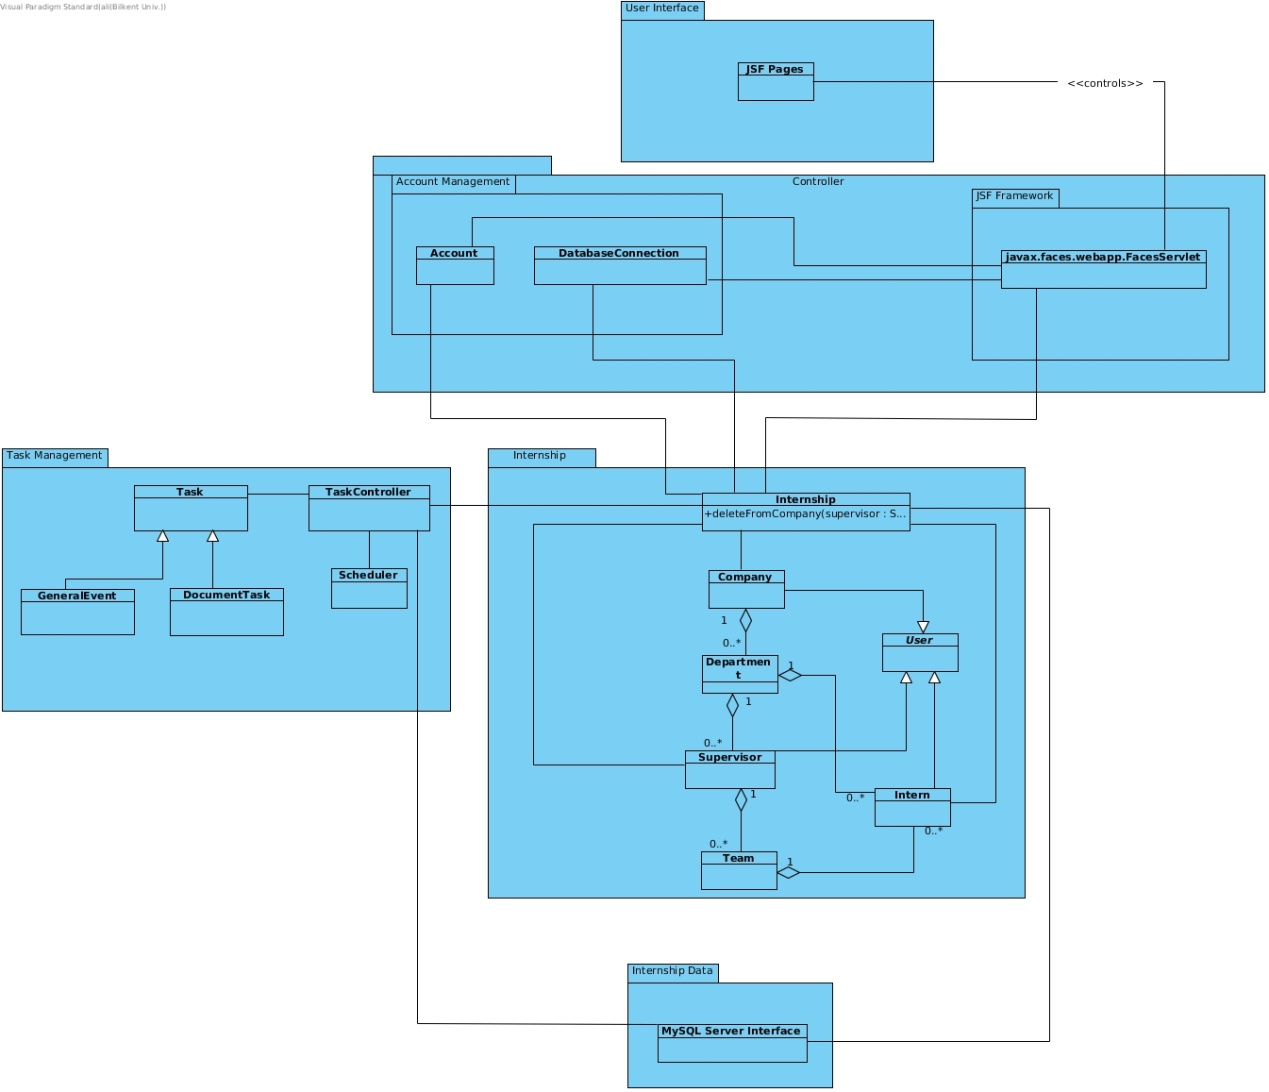 Visual Paradigm Standard(ali(Bilkent Univ.))
User Interface
JSF Pages
<<controls>>
Account Management
Controller
JSF Framework
Account
DatabaseConnection
javax.faces.webapp.FacesServlet
Task Management
Internship
Task
TaskController
Internship
+deleteFromCompany(supervisor : S...
Scheduler
Company
GeneralEvent
DocumentTask
1
0..*
User
Departmen
t
1
1
0..*
Supervisor
1
0..*
Intern
0..*
0..*
Team
1
Internship Data
MySQL Server Interface